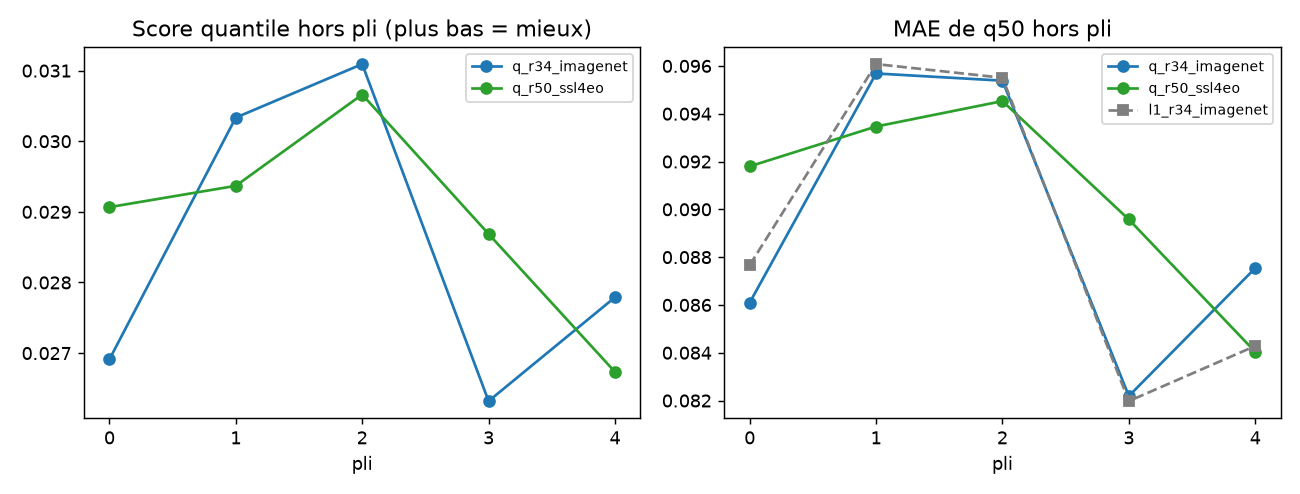 Score quantile hors pli (plus bas = mieux)
q_r34_imagenet
q_r50_ssl4eo
0.031
0.030
0.029
0.028
0.027
0 1 2 3 4
pli
MAE de q50 hors pli
q_r34_imagenet
q_r50_ssl4eo
l1_r34_imagenet
0.096
0.094
0.092
0.090
0.088
0.086
0.084
0.082
0 1 2 3 4
pli